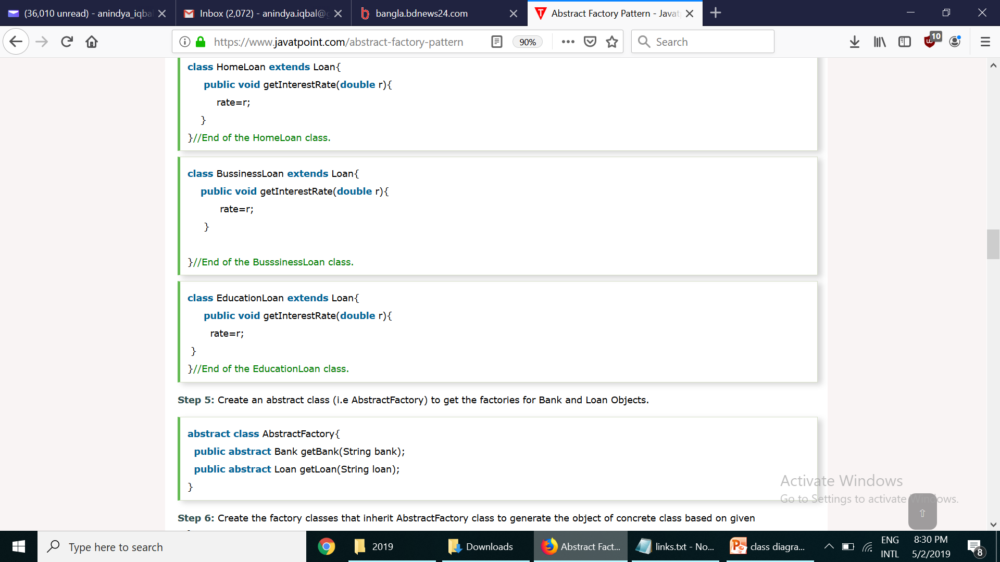 (36,010 unread) - anindya_iqba
Inbox (2,072) - anindya.iqbal@
bangla.bdnews24.com
Abstract Factory Pattern - Javat
https://www.javatpoint.com/abstract-factory-pattern
90%
Search
10
class HomeLoan extends Loan{
public void getInterestRate(double r){
rate=r;
}
}//End of the HomeLoan class.
class BussinessLoan extends Loan{
public void getInterestRate(double r){
rate=r;
}
}//End of the BusssinessLoan class.
class EducationLoan extends Loan{
public void getInterestRate(double r){
rate=r;
}
}//End of the EducationLoan class.
Step 5: Create an abstract class (i.e AbstractFactory) to get the factories for Bank and Loan Objects.
abstract class AbstractFactory{
public abstract Bank getBank(String bank);
public abstract Loan getLoan(String loan);
}
Activate Windows
Go to Settings to activate Windows.
Step 6: Create the factory classes that inherit AbstractFactory class to generate the object of concrete class based on given
Type here to search
2019
Downloads
Abstract Fact...
links.txt - No...
class diagra...
ENG
INTL
8:30 PM
5/2/2019
8